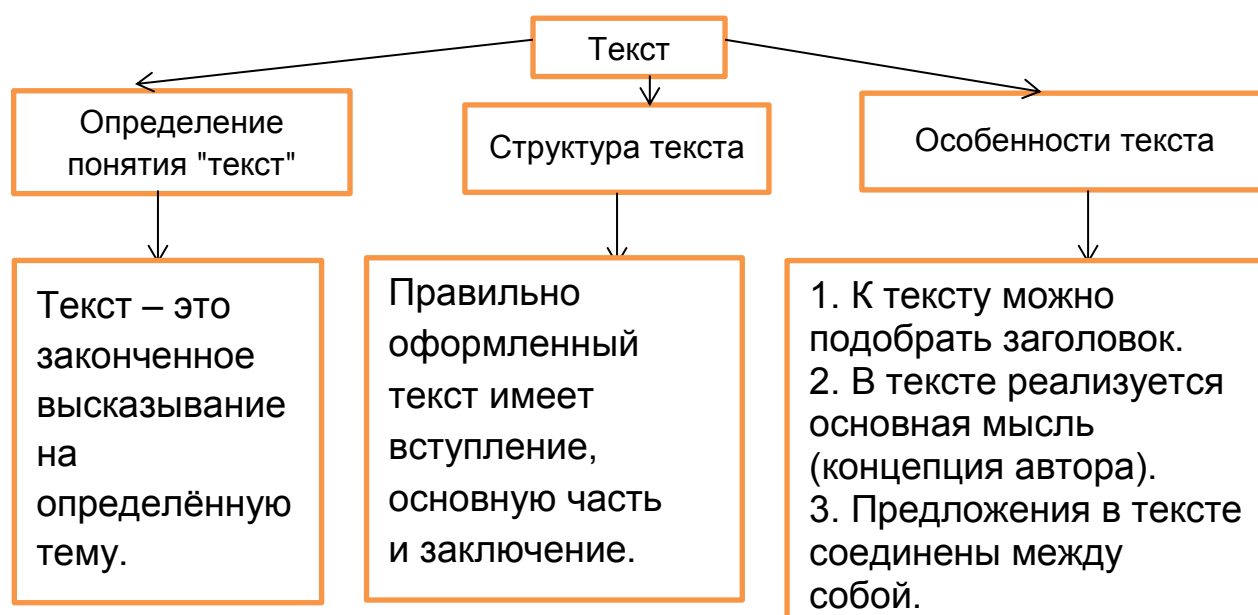 Текст
Определение
понятия "текст"
Структура текста
Особенности текста
Текст – это
законченное
высказывание
на
определённую
тему.
Правильно
оформленный
текст имеет
вступление,
основную часть
и заключение.
1. К тексту можно
подобрать заголовок.
2. В тексте реализуется
основная мысль
(концепция автора).
3. Предложения в тексте
соединены между
собой.